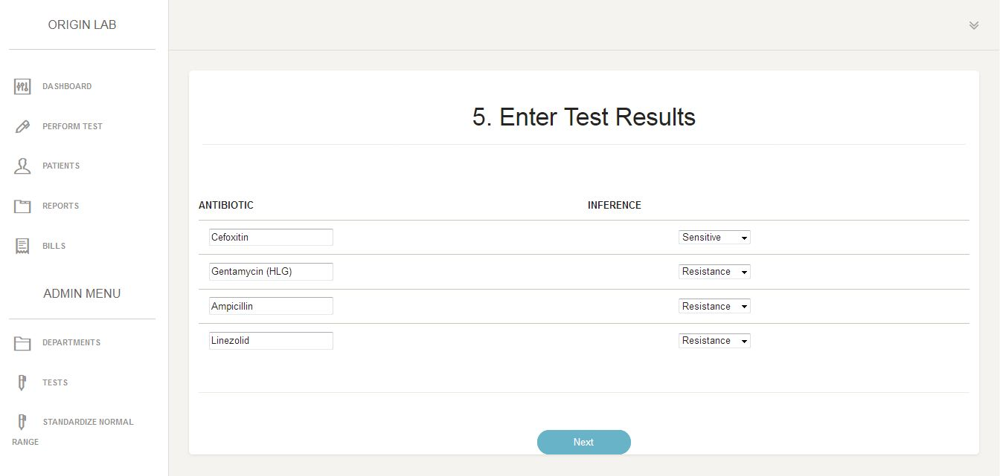 ORIGIN LAB
DASHBOARD
PERFORM TEST
PATIENTS
REPORTS
BILLS
ADMIN MENU
DEPARTMENTS
TESTS
STANDARDIZE NORMAL
RANGE
5. Enter Test Results
ANTIBIOTIC INFERENCE
Cefoxitin Sensitive
Gentamycin (HLG) Resistance
Ampicillin Resistance
Linezolid Resistance
Next